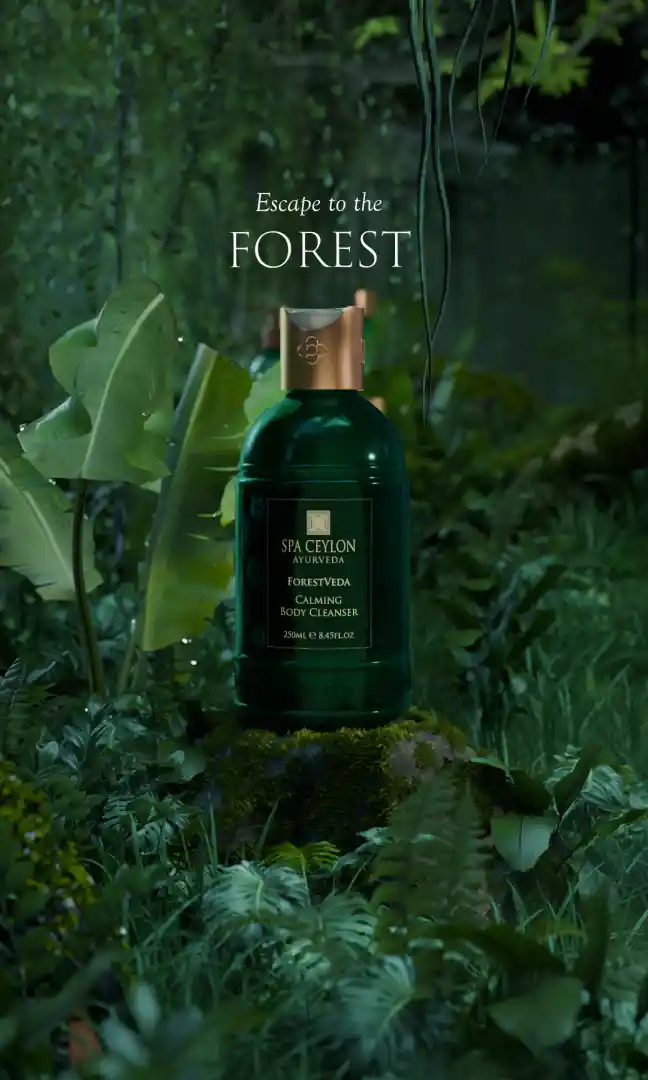 Escape to the
FOREST
SPA CEYLON
AYURVEDA
FORESTVEDA
CALMING
BODY CLEANSER
250ML ℮ 8.45FL.OZ